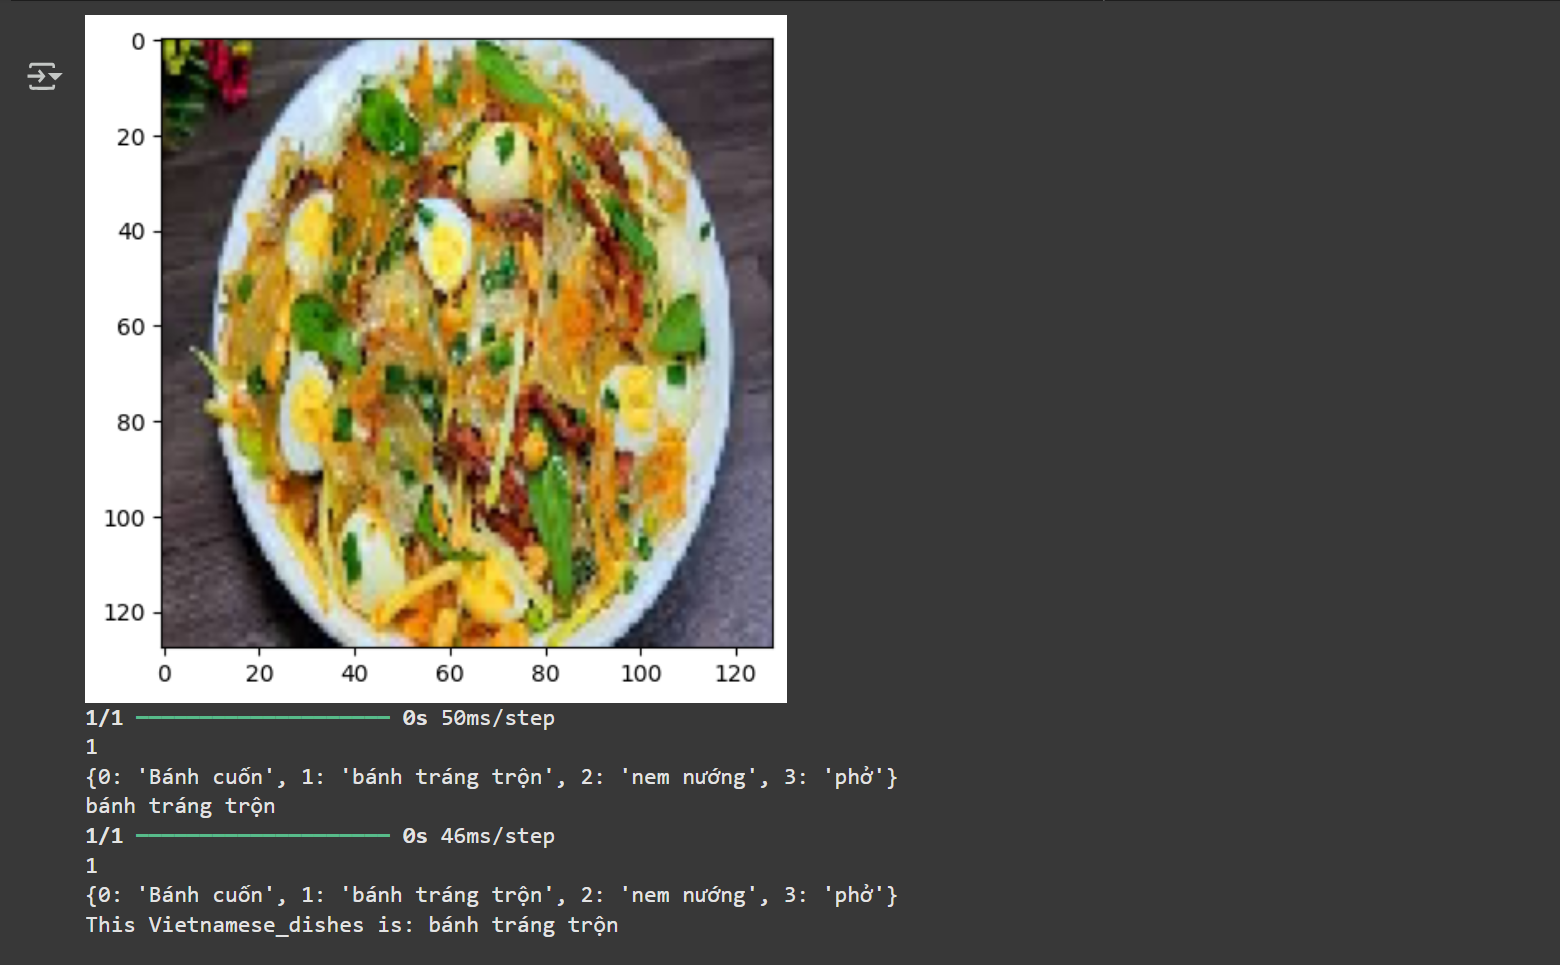 0
20
40
60
80
100
120
0 20 40 60 80 100 120
1/1 ━━━━━━━━━━━━━━━━━━━━ 0s 50ms/step
1
{0: 'Bánh cuốn', 1: 'bánh tráng trộn', 2: 'nem nướng', 3: 'phở'}
bánh tráng trộn
1/1 ━━━━━━━━━━━━━━━━━━━━ 0s 46ms/step
1
{0: 'Bánh cuốn', 1: 'bánh tráng trộn', 2: 'nem nướng', 3: 'phở'}
This Vietnamese_dishes is: bánh tráng trộn